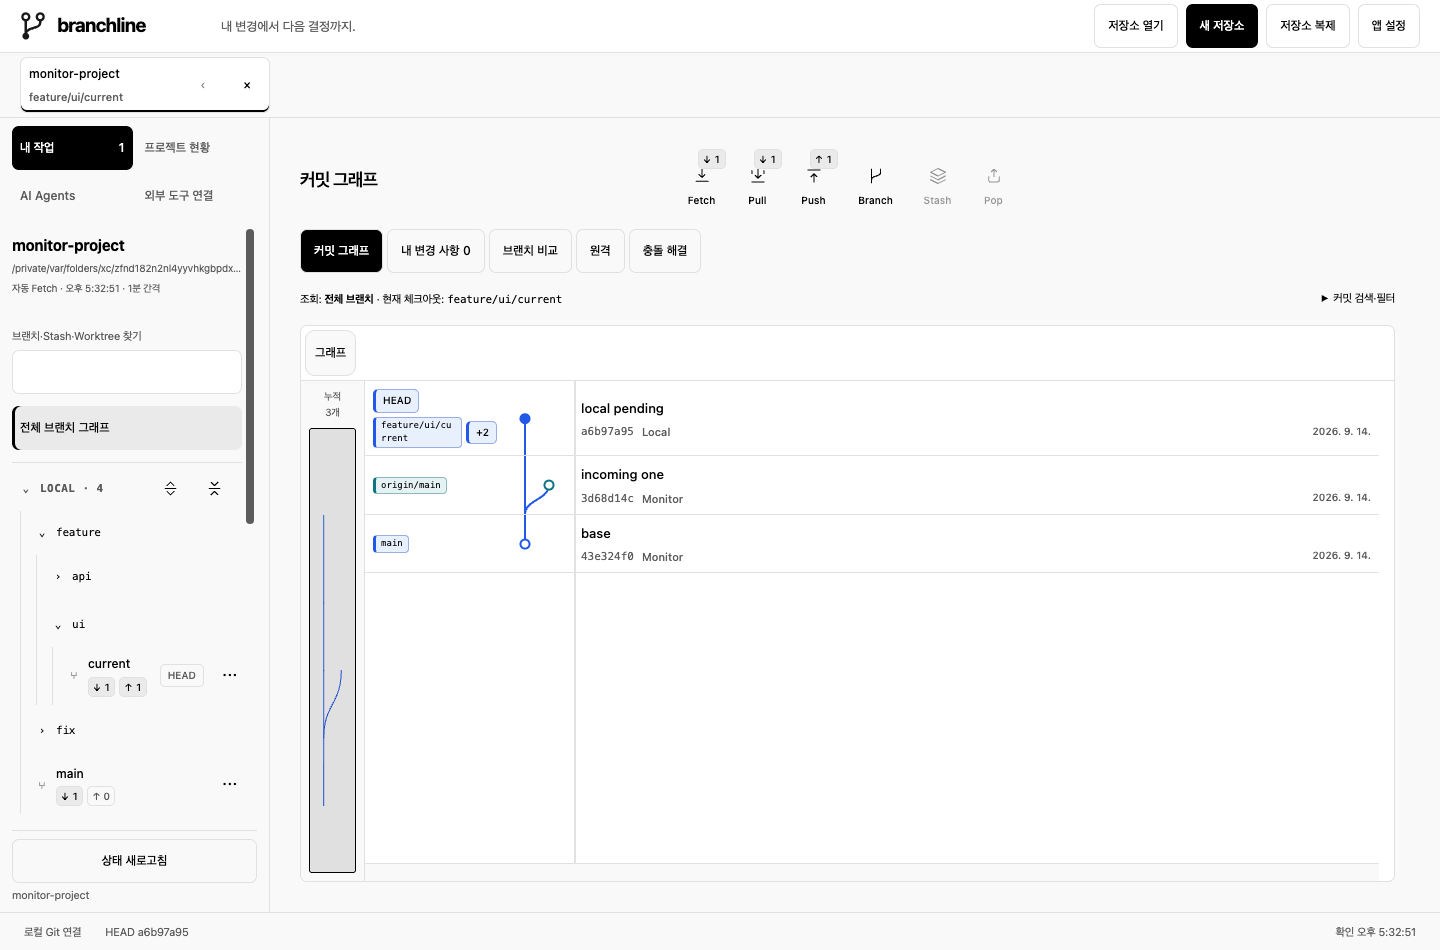 branchline
내 변경에서 다음 결정까지.
저장소 열기
새 저장소
저장소 복제
앱 설정
monitor-project
feature/ui/current
내 작업 1
프로젝트 현황
AI Agents
외부 도구 연결
monitor-project
/private/var/folders/xc/zfnd182n2nl4yyvhkgbpdx...
자동 Fetch · 오후 5:32:51 · 1분 간격
브랜치·Stash·Worktree 찾기
전체 브랜치 그래프
LOCAL · 4
feature
api
ui
current
↓ 1 ↑ 1
HEAD
fix
main
↓ 1 ↑ 0
상태 새로고침
monitor-project
커밋 그래프
↓ 1
Fetch
↓ 1
Pull
↑ 1
Push
Branch
Stash
Pop
커밋 그래프
내 변경 사항 0
브랜치 비교
원격
충돌 해결
조회: 전체 브랜치 · 현재 체크아웃: feature/ui/current
▶ 커밋 검색·필터
그래프
누적
3개
HEAD
feature/ui/cu
rrent
+2
local pending
a6b97a95 Local
2026. 9. 14.
origin/main
incoming one
3d68d14c Monitor
2026. 9. 14.
main
base
43e324f0 Monitor
2026. 9. 14.
로컬 Git 연결
HEAD a6b97a95
확인 오후 5:32:51